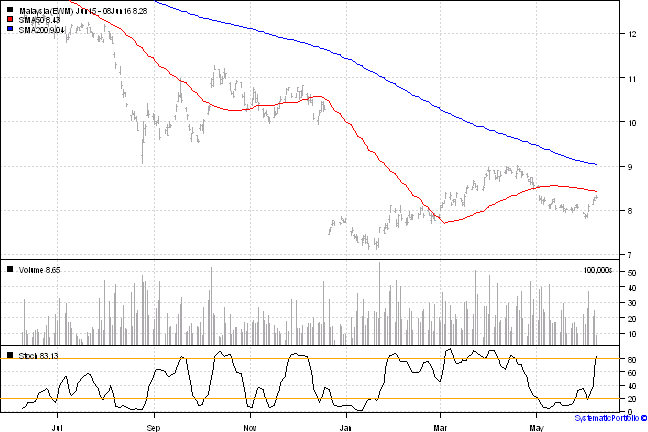 Malaysia (EWM) Jun15 - 08Jun16 8.28
SMA50 8.43
SMA200 9.04
12
11
10
9
8
7
Volume 8.65
100,000s
50
40
30
20
10
Stoch 83.13
80
60
40
20
0
Jul
Sep
Nov
Jan
Mar
May
SystematicPortfolio ©